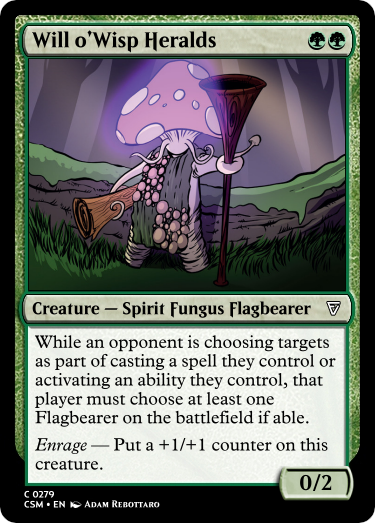 Will o'Wisp Heralds
Creature — Spirit Fungus Flagbearer
While an opponent is choosing targets
as part of casting a spell they control or
activating an ability they control, that
player must choose at least one
Flagbearer on the battlefield if able.
Enrage — Put a +1/+1 counter on this
creature.
0/2
C 0279
CSM • EN Adam Rebottaro